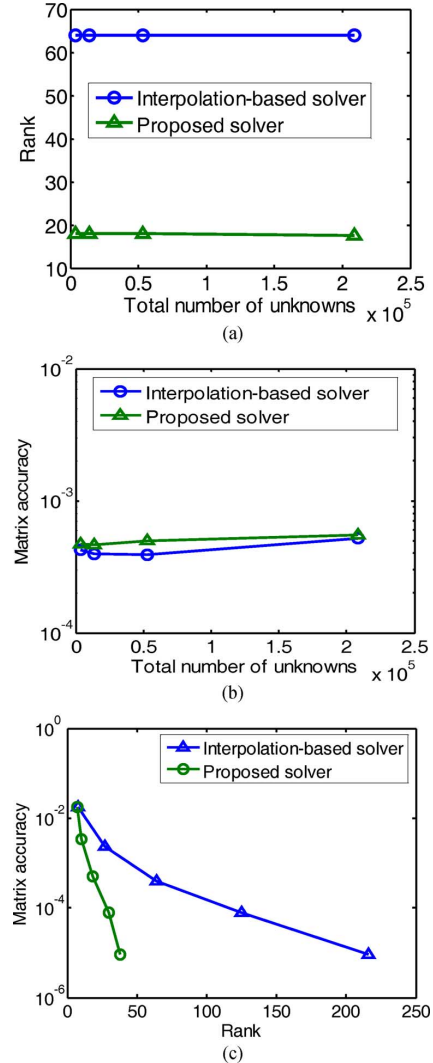 70
60
50
40
30
20
10
Rank
Interpolation-based solver
Proposed solver
0 0.5 1 1.5 2 2.5
Total number of unknowns x 10^5
(a)
10^-2
10^-3
10^-4
Matrix accuracy
Interpolation-based solver
Proposed solver
0 0.5 1 1.5 2 2.5
Total number of unknowns x 10^5
(b)
10^0
10^-2
10^-4
10^-6
Matrix accuracy
Interpolation-based solver
Proposed solver
0 50 100 150 200 250
Rank
(c)